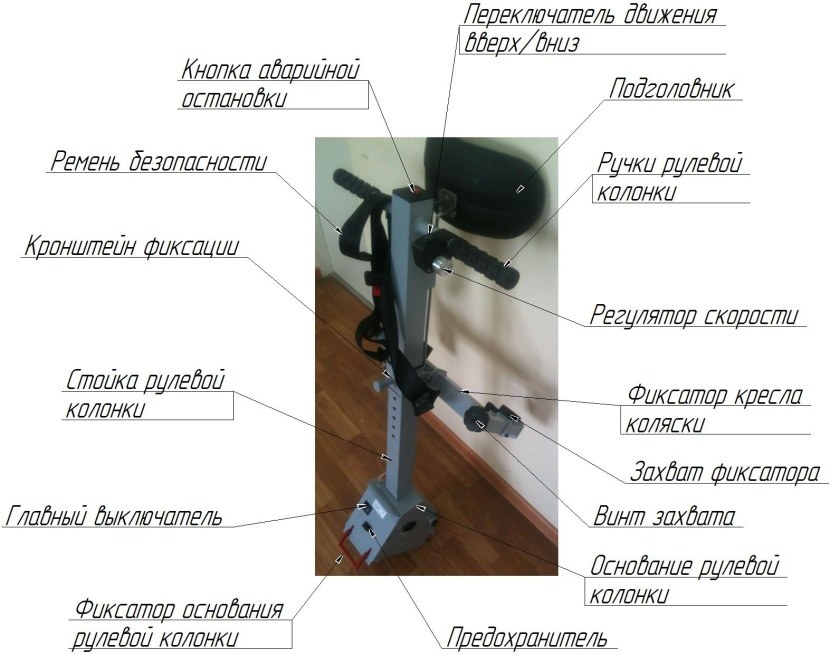 Переключатель движения
вверх/вниз
Кнопка аварийной
остановки
Подголовник
Ремень безопасности
Ручки рулевой
колонки
Кронштейн фиксации
Регулятор скорости
Стойка рулевой
колонки
Фиксатор кресла
коляски
Захват фиксатора
Главный выключатель
Винт захвата
Основание рулевой
колонки
Фиксатор основания
рулевой колонки
Предохранитель